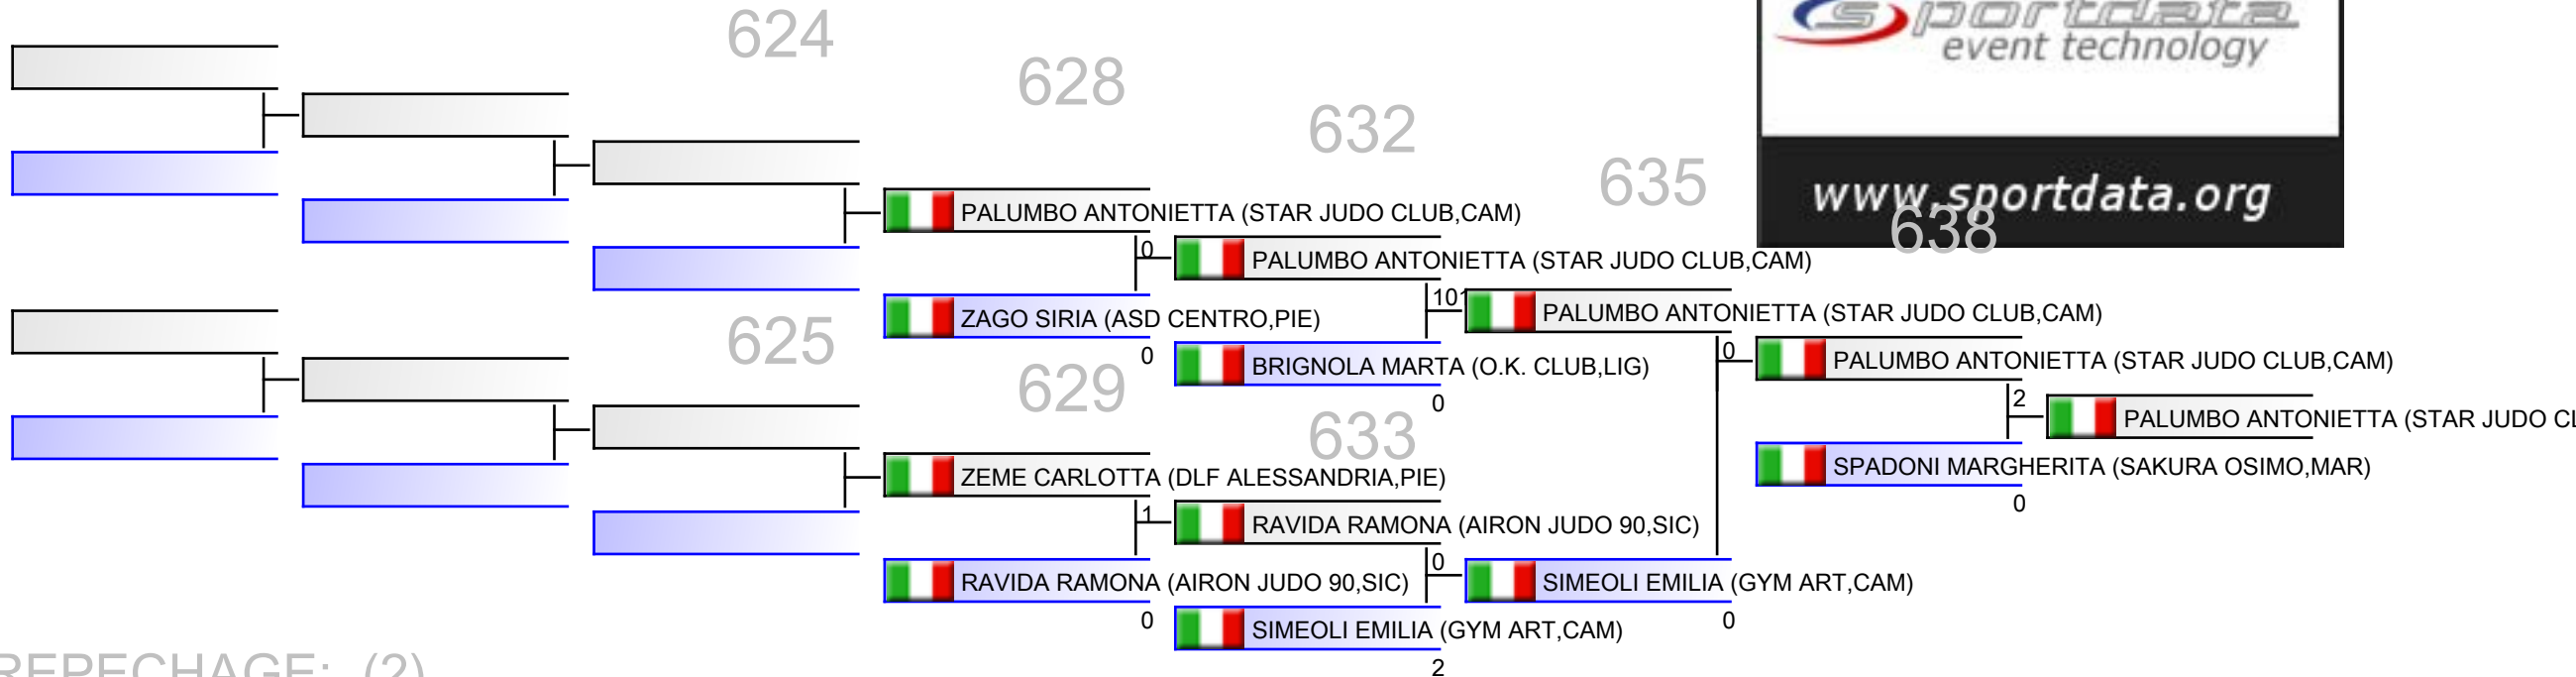 sportdata
event technology
www.sportdata.org
624
628
632
635
638
PALUMBO ANTONIETTA (STAR JUDO CLUB,CAM)
0
PALUMBO ANTONIETTA (STAR JUDO CLUB,CAM)
ZAGO SIRIA (ASD CENTRO,PIE)
0
101
PALUMBO ANTONIETTA (STAR JUDO CLUB,CAM)
BRIGNOLA MARTA (O.K. CLUB,LIG)
0
0
PALUMBO ANTONIETTA (STAR JUDO CLUB,CAM)
2
PALUMBO ANTONIETTA (STAR JUDO CL
SPADONI MARGHERITA (SAKURA OSIMO,MAR)
0
625
629
633
ZEME CARLOTTA (DLF ALESSANDRIA,PIE)
1
RAVIDA RAMONA (AIRON JUDO 90,SIC)
RAVIDA RAMONA (AIRON JUDO 90,SIC)
0
0
SIMEOLI EMILIA (GYM ART,CAM)
0
SIMEOLI EMILIA (GYM ART,CAM)
2
REPECHAGE: (2)